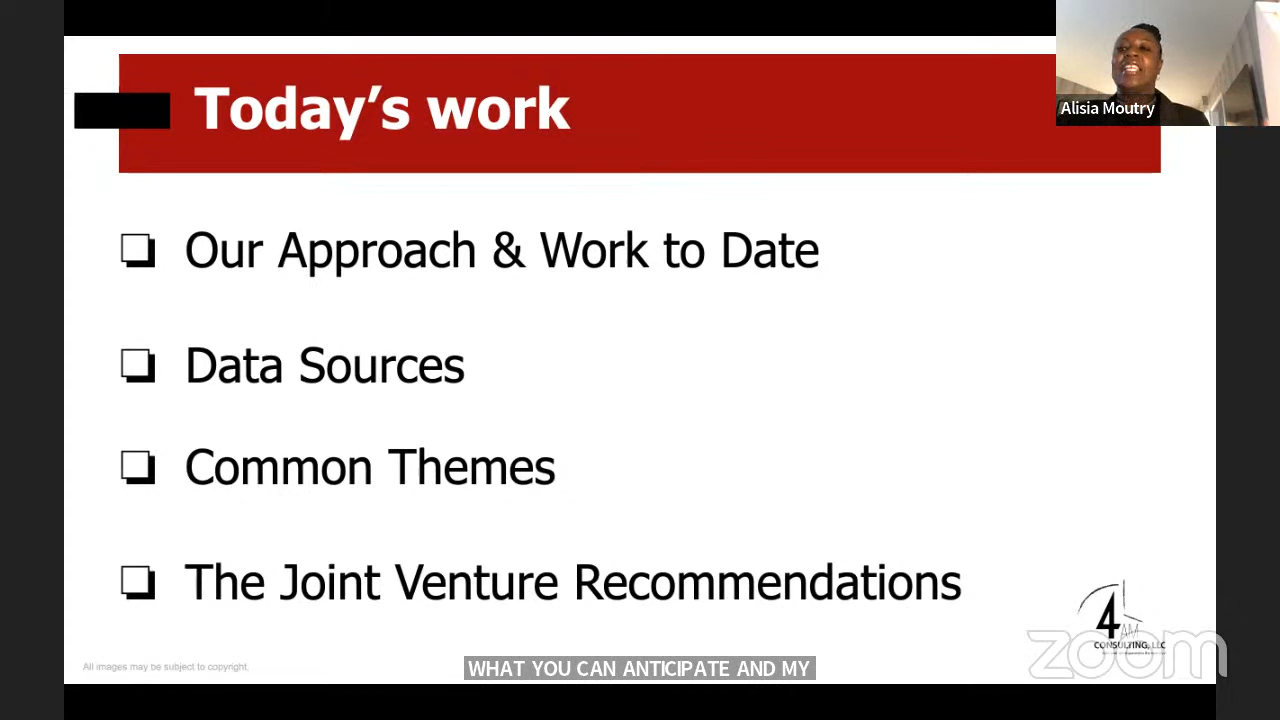 Today's work
Alisia Moutry
❏ Our Approach & Work to Date
❏ Data Sources
❏ Common Themes
❏ The Joint Venture Recommendations
4
AM
CONSULTING, LLC
zoom
All images may be subject to copyright.
WHAT YOU CAN ANTICIPATE AND MY